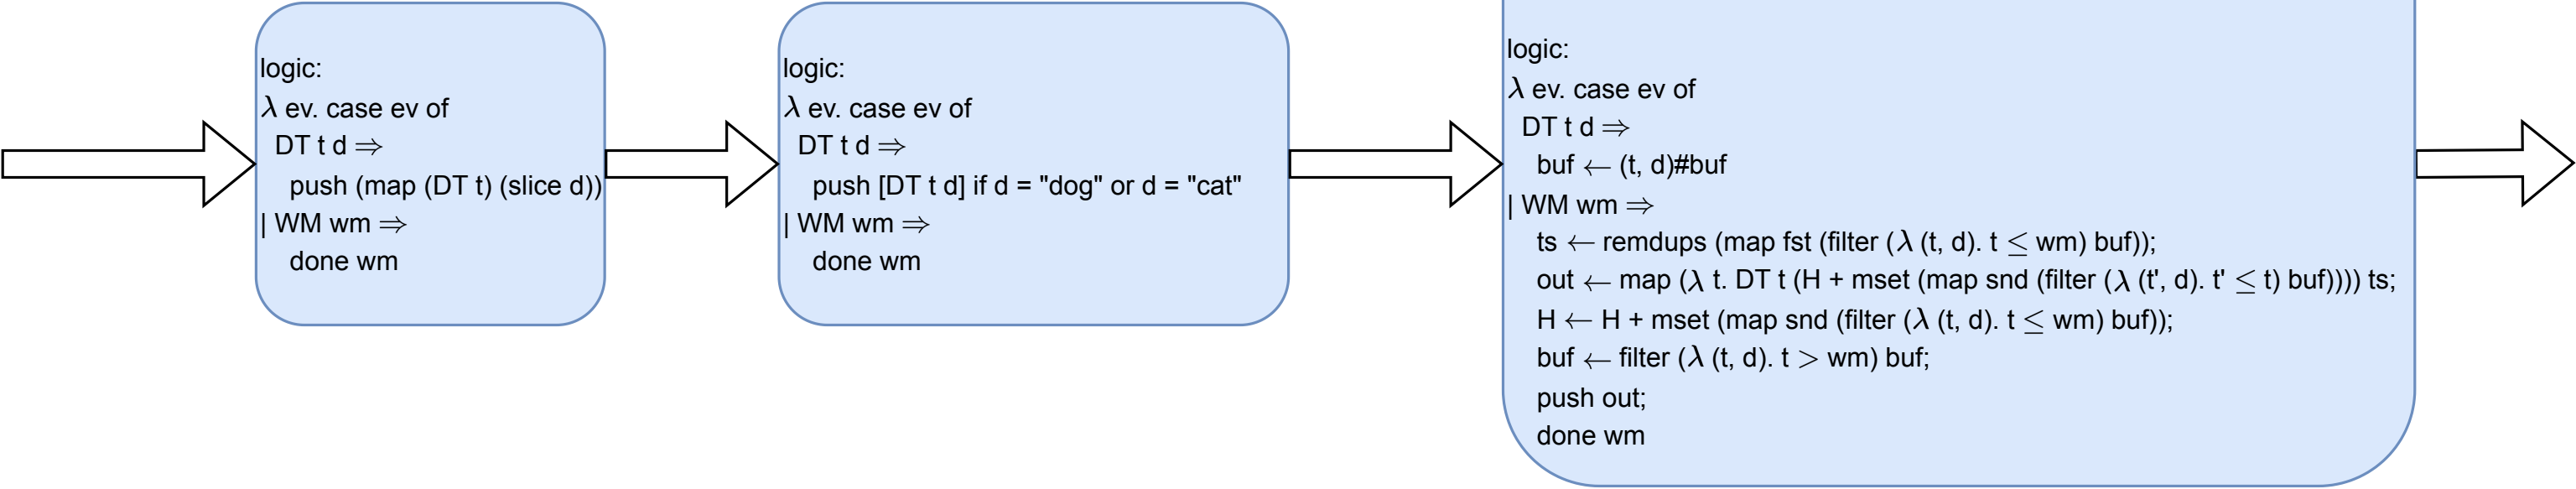 logic:
λ ev. case ev of
DT t d ⇒
push (map (DT t) (slice d))
| WM wm ⇒
done wm
logic:
λ ev. case ev of
DT t d ⇒
push [DT t d] if d = "dog" or d = "cat"
| WM wm ⇒
done wm
logic:
λ ev. case ev of
DT t d ⇒
buf ← (t, d)#buf
| WM wm ⇒
ts ← remdups (map fst (filter (λ (t, d). t ≤ wm) buf));
out ← map (λ t. DT t (H + mset (map snd (filter (λ (t', d). t' ≤ t) buf)))) ts;
H ← H + mset (map snd (filter (λ (t, d). t ≤ wm) buf));
buf ← filter (λ (t, d). t > wm) buf;
push out;
done wm